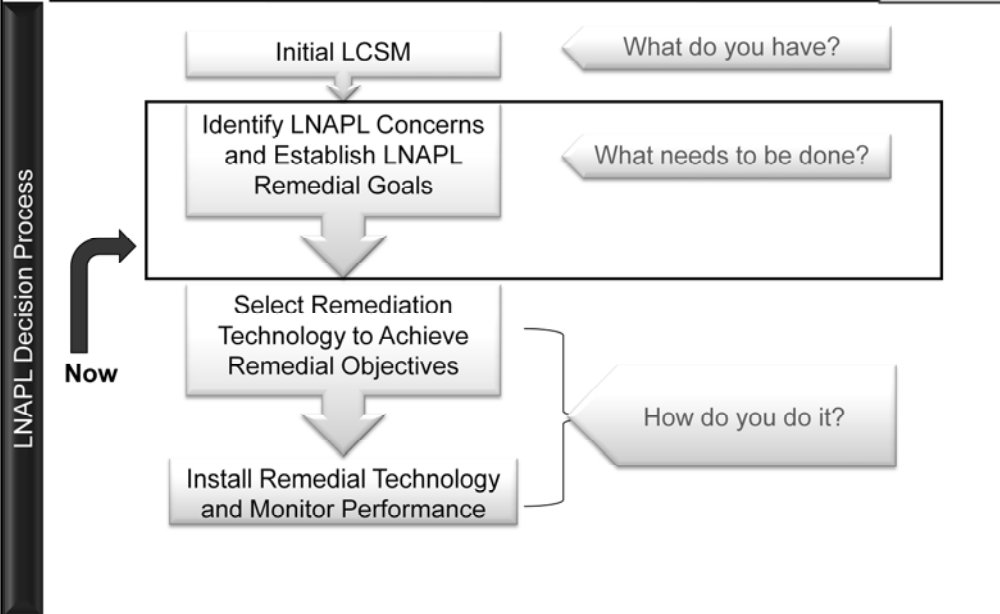 LNAPL Decision Process
Initial LCSM
What do you have?
Identify LNAPL Concerns
and Establish LNAPL
Remedial Goals
What needs to be done?
Now
Select Remediation
Technology to Achieve
Remedial Objectives
How do you do it?
Install Remedial Technology
and Monitor Performance